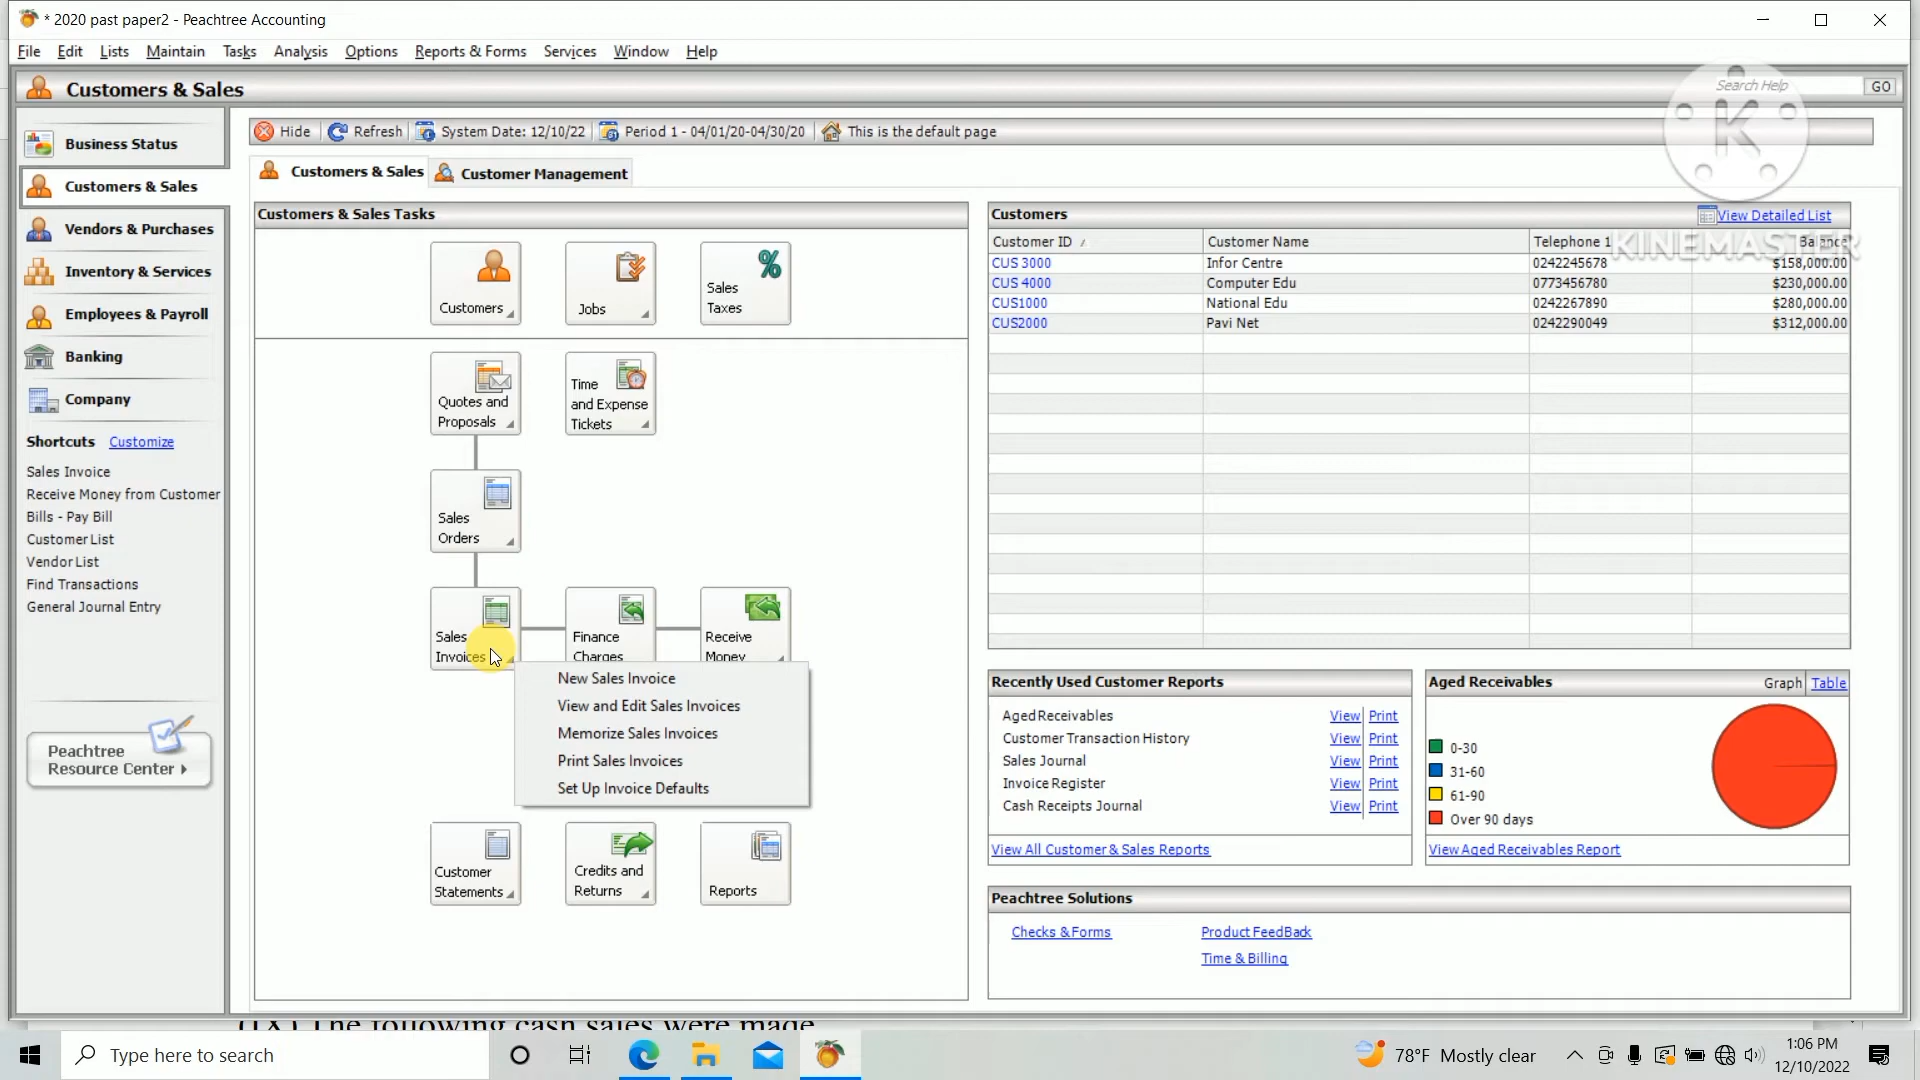 * 2020 past paper2 - Peachtree Accounting
File Edit Lists Maintain Tasks Analysis Options Reports & Forms Services Window Help
Customers & Sales
Search Help GO
Business Status
Customers & Sales
Vendors & Purchases
Inventory & Services
Employees & Payroll
Banking
Company
Shortcuts Customize
Sales Invoice
Receive Money from Customer
Bills - Pay Bill
Customer List
Vendor List
Find Transactions
General Journal Entry
Peachtree
Resource Center
Hide Refresh System Date: 12/10/22 Period 1 - 04/01/20-04/30/20 This is the default page
Customers & Sales Customer Management
Customers & Sales Tasks
Customers
Jobs
Sales
Taxes
Quotes and
Proposals
Time
and Expense
Tickets
Sales
Orders
Sales
Invoices
Finance
Charges
Receive
Money
New Sales Invoice
View and Edit Sales Invoices
Memorize Sales Invoices
Print Sales Invoices
Set Up Invoice Defaults
Customer
Statements
Credits and
Returns
Reports
Customers View Detailed List
Customer ID Customer Name Telephone 1 Balance
CUS 3000 Infor Centre 0242245678 $158,000.00
CUS 4000 Computer Edu 0773456780 $230,000.00
CUS1000 National Edu 0242267890 $280,000.00
CUS2000 Pavi Net 0242290049 $312,000.00
K
KINEMASTER
Recently Used Customer Reports
Aged Receivables View Print
Customer Transaction History View Print
Sales Journal View Print
Invoice Register View Print
Cash Receipts Journal View Print
View All Customer & Sales Reports
Aged Receivables Graph Table
0-30
31-60
61-90
Over 90 days
View Aged Receivables Report
Peachtree Solutions
Checks & Forms Product FeedBack
Time & Billing
(IX) The following cash sales were made
Type here to search
78°F Mostly clear
1:06 PM
12/10/2022